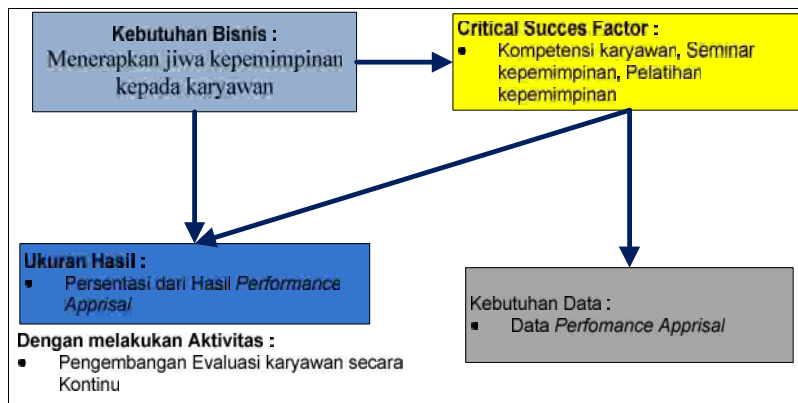 Kebutuhan Bisnis :
Menerapkan jiwa kepemimpinan
kepada karyawan
Critical Succes Factor :
• Kompetensi karyawan, Seminar
kepemimpinan, Pelatihan
kepemimpinan
Ukuran Hasil :
• Persentasi dari Hasil Performance
Apprisal
Dengan melakukan Aktivitas :
• Pengembangan Evaluasi karyawan secara
Kontinu
Kebutuhan Data :
• Data Perfomance Apprisal